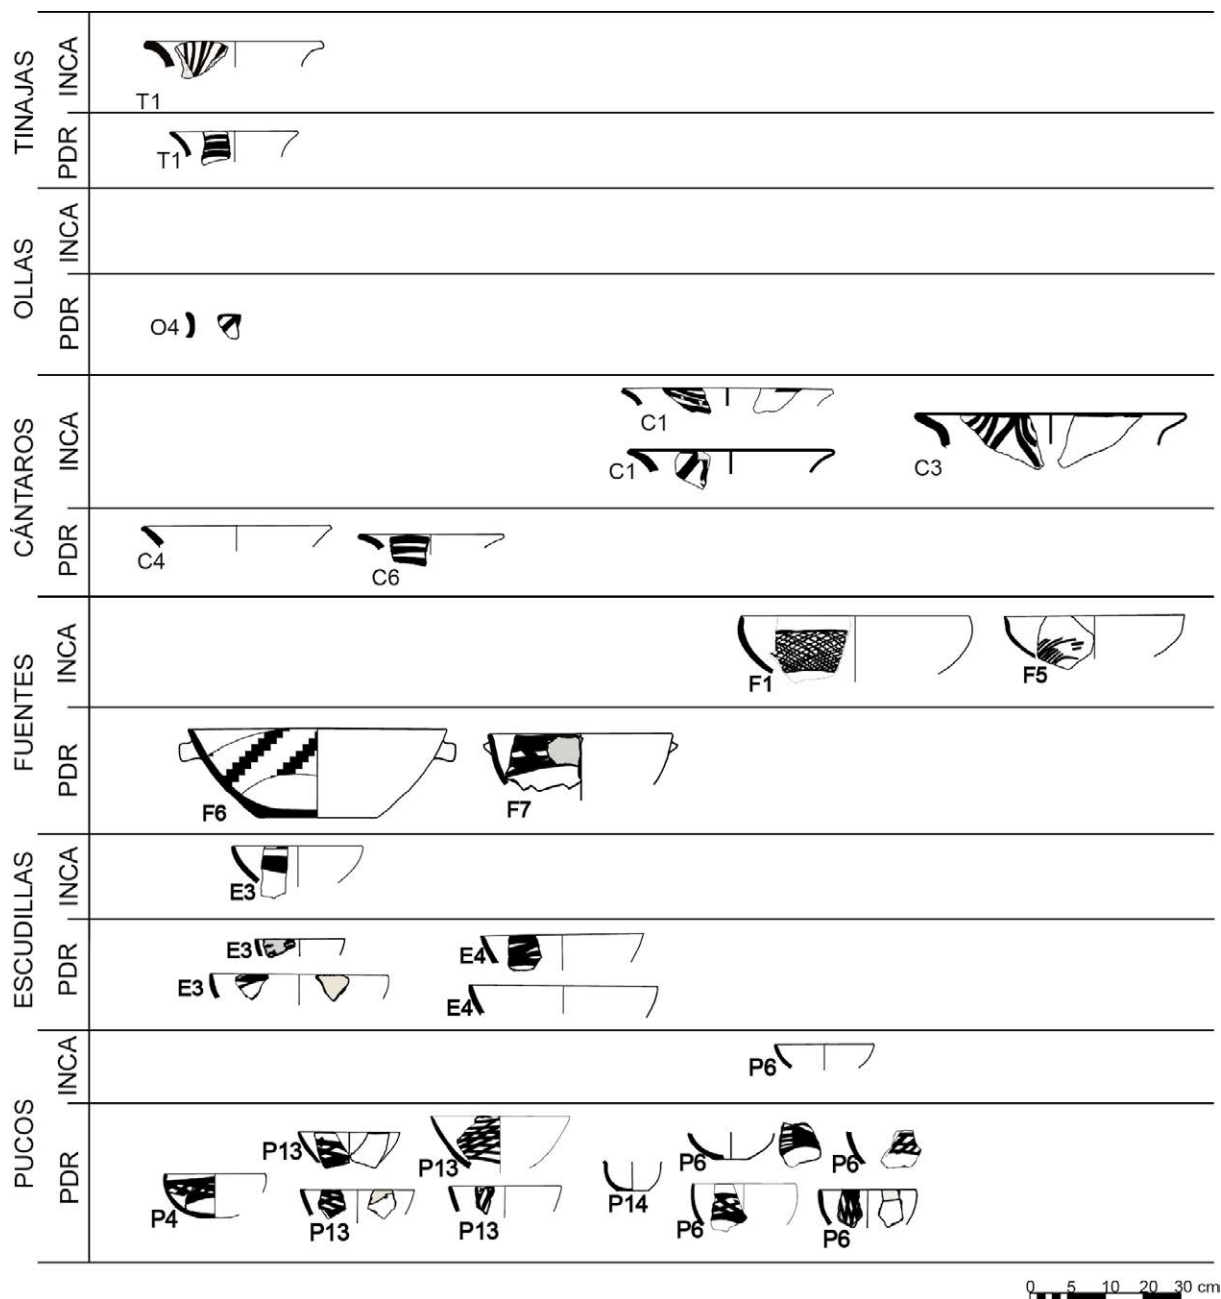 TINAJAS
INCA
T1
PDR
T1
OLLAS
INCA
PDR
O4
CÁNTAROS
INCA
C1
C1
C3
PDR
C4
C6
FUENTES
INCA
F1
F5
PDR
F6
F7
ESCUDILLAS
INCA
E3
PDR
E3
E4
E3
E4
PUCOS
INCA
P6
PDR
P13
P13
P6
P6
P4
P13
P13
P14
P6
P6
0 5 10 20 30 cm